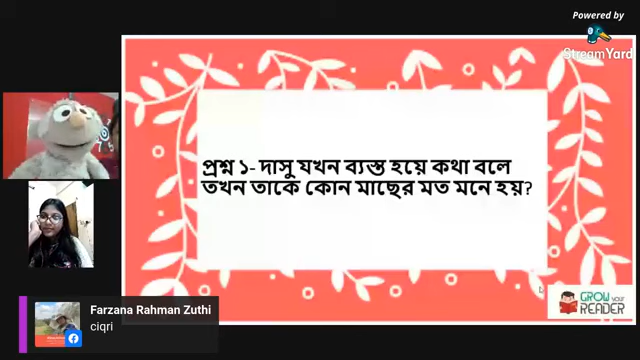 Powered by
StreamYard
প্রশ্ন ১- দাসু যখন ব্যস্ত হয়ে কথা বলে
তখন তাকে কোন মাছের মত মনে হয়?
Farzana Rahman Zuthi
ciqri
GROW YOUR
READER